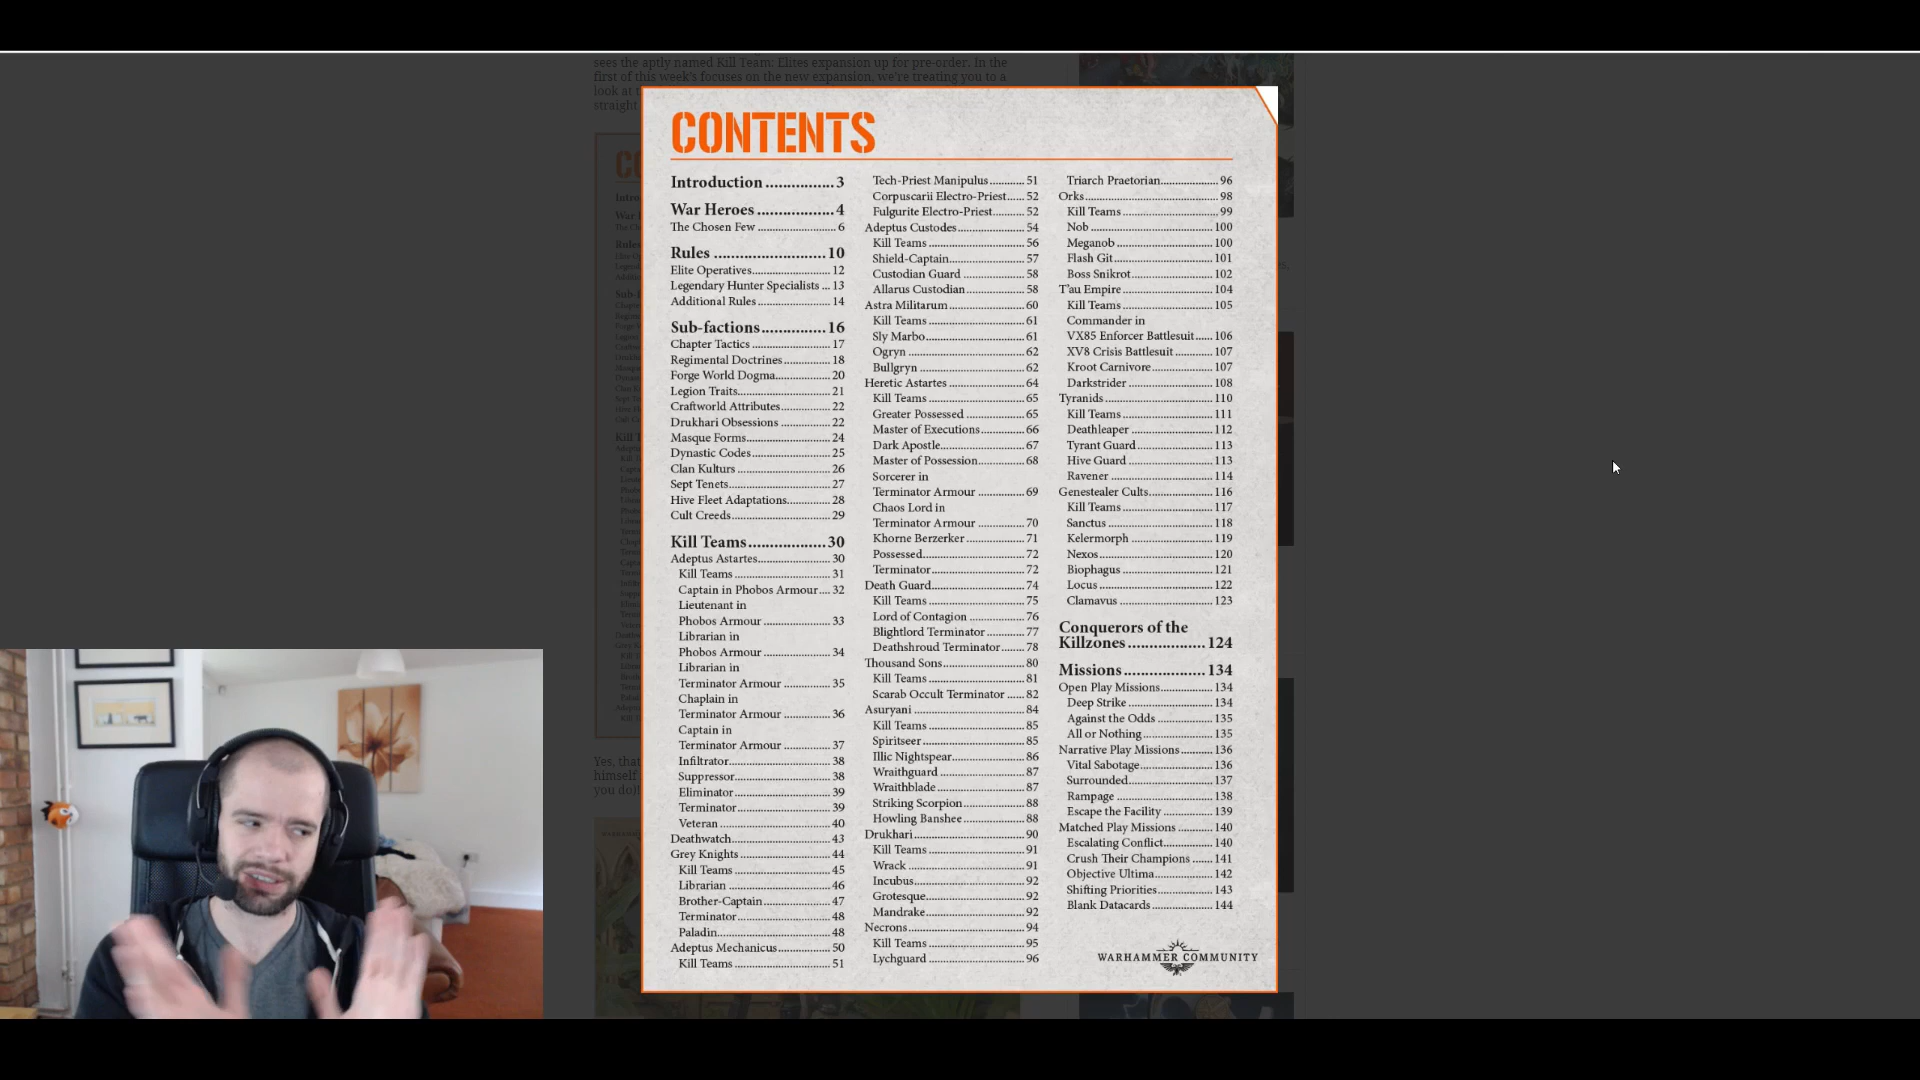 sees the aptly named Kill Team: Elites expansion up for pre-order. In the
first of this week's focuses on the new expansion, we're treating you to a
look at
straight
CONTENTS
Introduction ................ 3
War Heroes .................. 4
The Chosen Few .......................... 6
Rules .......................... 10
Elite Operatives.......................... 12
Legendary Hunter Specialists ... 13
Additional Rules ........................ 14
Sub-factions............... 16
Chapter Tactics .......................... 17
Regimental Doctrines ................ 18
Forge World Dogma.................. 20
Legion Traits............................... 21
Craftworld Attributes................ 22
Drukhari Obsessions ................ 22
Masque Forms............................ 24
Dynastic Codes.......................... 25
Clan Kulturs ............................... 26
Sept Tenets.................................. 27
Hive Fleet Adaptations.............. 28
Cult Creeds................................. 29
Kill Teams.................. 30
Adeptus Astartes........................ 30
Kill Teams ................................ 31
Captain in Phobos Armour.... 32
Lieutenant in
Phobos Armour ....................... 33
Librarian in
Phobos Armour ....................... 34
Librarian in
Terminator Armour ............... 35
Chaplain in
Terminator Armour ............... 36
Captain in
Terminator Armour ............... 37
Infiltrator.................................. 38
Suppressor................................ 38
Eliminator................................ 39
Terminator............................... 39
Veteran ..................................... 40
Deathwatch................................. 43
Grey Knights .............................. 44
Kill Teams ................................ 45
Librarian .................................. 46
Brother-Captain ...................... 47
Terminator............................... 48
Paladin...................................... 48
Adeptus Mechanicus................. 50
Kill Teams ................................ 51
Tech-Priest Manipulus............ 51
Corpuscarii Electro-Priest...... 52
Fulgurite Electro-Priest.......... 52
Adeptus Custodes...................... 54
Kill Teams ................................ 56
Shield-Captain......................... 57
Custodian Guard .................... 58
Allarus Custodian................... 58
Astra Militarum......................... 60
Kill Teams ................................ 61
Sly Marbo................................. 61
Ogryn ....................................... 62
Bullgryn ................................... 62
Heretic Astartes ......................... 64
Kill Teams ................................ 65
Greater Possessed ................... 65
Master of Executions.............. 66
Dark Apostle............................ 67
Master of Possession............... 68
Sorcerer in
Terminator Armour ............... 69
Chaos Lord in
Terminator Armour ............... 70
Khorne Berzerker ................... 71
Possessed.................................. 72
Terminator............................... 72
Death Guard............................... 74
Kill Teams ................................ 75
Lord of Contagion .................. 76
Blightlord Terminator ............ 77
Deathshroud Terminator....... 78
Thousand Sons........................... 80
Kill Teams ................................ 81
Scarab Occult Terminator ..... 82
Asuryani ..................................... 84
Kill Teams ................................ 85
Spiritseer .................................. 85
Illic Nightspear........................ 86
Wraithguard ............................ 87
Wraithblade ............................. 87
Striking Scorpion .................... 88
Howling Banshee .................... 88
Drukhari ..................................... 90
Kill Teams ................................ 91
Wrack ....................................... 91
Incubus..................................... 92
Grotesque................................. 92
Mandrake................................. 92
Necrons ...................................... 94
Kill Teams ................................ 95
Lychguard ................................ 96
Triarch Praetorian................... 96
Orks ............................................. 98
Kill Teams ................................ 99
Nob ......................................... 100
Meganob ................................ 100
Flash Git ................................. 101
Boss Snikrot ........................... 102
T'au Empire .............................. 104
Kill Teams .............................. 105
Commander in
VX85 Enforcer Battlesuit...... 106
XV8 Crisis Battlesuit ............ 107
Kroot Carnivore.................... 107
Darkstrider ............................ 108
Tyranids .................................... 110
Kill Teams .............................. 111
Deathleaper ........................... 112
Tyrant Guard ......................... 113
Hive Guard ............................ 113
Ravener .................................. 114
Genestealer Cults...................... 116
Kill Teams .............................. 117
Sanctus ................................... 118
Kelermorph ........................... 119
Nexos...................................... 120
Biophagus .............................. 121
Locus ...................................... 122
Clamavus ............................... 123
Conquerors of the
Killzones .................. 124
Missions.................... 134
Open Play Missions.................. 134
Deep Strike ............................ 134
Against the Odds ................... 135
All or Nothing ....................... 135
Narrative Play Missions .......... 136
Vital Sabotage........................ 136
Surrounded............................ 137
Rampage ................................ 138
Escape the Facility ................ 139
Matched Play Missions ........... 140
Escalating Conflict................. 140
Crush Their Champions ...... 141
Objective Ultima................... 142
Shifting Priorities................... 143
Blank Datacards .................... 144
WARHAMMER COMMUNITY
Yes, that
himself
you do)